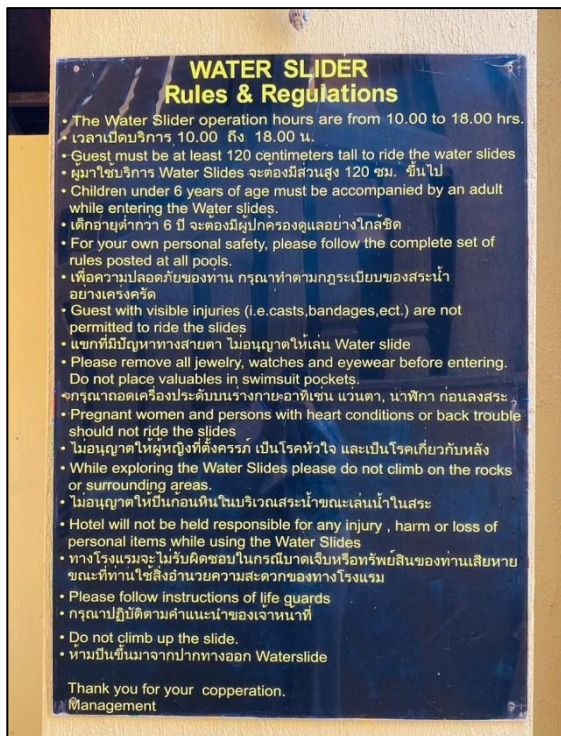 WATER SLIDER
Rules & Regulations
• The Water Slider operation hours are from 10.00 to 18.00 hrs.
• เวลาเปิดบริการ 10.00 ถึง 18.00 น.
• Guest must be at least 120 centimeters tall to ride the water slides
• ผู้มาใช้บริการ Water Slides จะต้องมีส่วนสูง 120 ซม. ขึ้นไป
• Children under 6 years of age must be accompanied by an adult
while entering the Water slides.
• เด็กอายุต่ำกว่า 6 ปี จะต้องมีผู้ปกครองดูแลอย่างใกล้ชิด
• For your own personal safety, please follow the complete set of
rules posted at all pools.
• เพื่อความปลอดภัยของท่าน กรุณาทำตามกฎระเบียบของสระน้ำ
อย่างเคร่งครัด
• Guest with visible injuries (i.e.casts,bandages,ect.) are not
permitted to ride the slides
• แขกที่มีปัญหาทางสายตา ไม่อนุญาตให้เล่น Water slide
• Please remove all jewelry, watches and eyewear before entering.
Do not place valuables in swimsuit pockets.
•กรุณาถอดเครื่องประดับบนร่างกาย อาทิเช่น แว่นตา, นาฬิกา ก่อนลงสระ
• Pregnant women and persons with heart conditions or back trouble
should not ride the slides
• ไม่อนุญาตให้ผู้หญิงที่ตั้งครรภ์ เป็นโรคหัวใจ และเป็นโรคเกี่ยวกับหลัง
• While exploring the Water Slides please do not climb on the rocks
or surrounding areas.
• ไม่อนุญาตให้ปีนก้อนหินในบริเวณสระน้ำขณะเล่นน้ำในสระ
• Hotel will not be held responsible for any injury , harm or loss of
personal items while using the Water Slides
• ทางโรงแรมจะไม่รับผิดชอบในกรณีบาดเจ็บหรือทรัพย์สินของท่านเสียหาย
ขณะที่ท่านใช้สิ่งอำนวยความสะดวกของทางโรงแรม
• Please follow instructions of life guards
• กรุณาปฏิบัติตามคำแนะนำของเจ้าหน้าที่
• Do not climb up the slide.
• ห้ามปีนขึ้นมาจากปากทางออก Waterslide
Thank you for your copperation.
Management